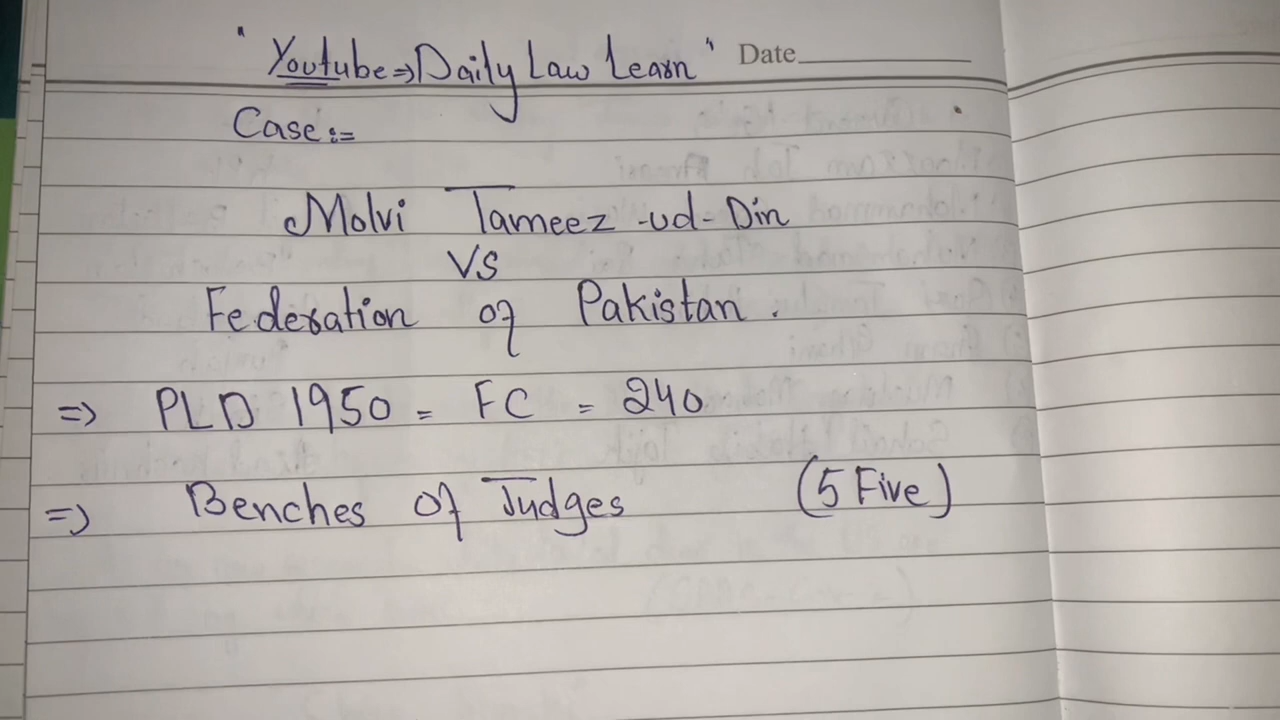 " Youtube ⇒ Daily Law Learn " Date
Case :=
Molvi Tameez -ud- Din
VS
Federation of Pakistan .
⇒ PLD 1950 = FC = 240
⇒ Benches of Judges (5 Five)